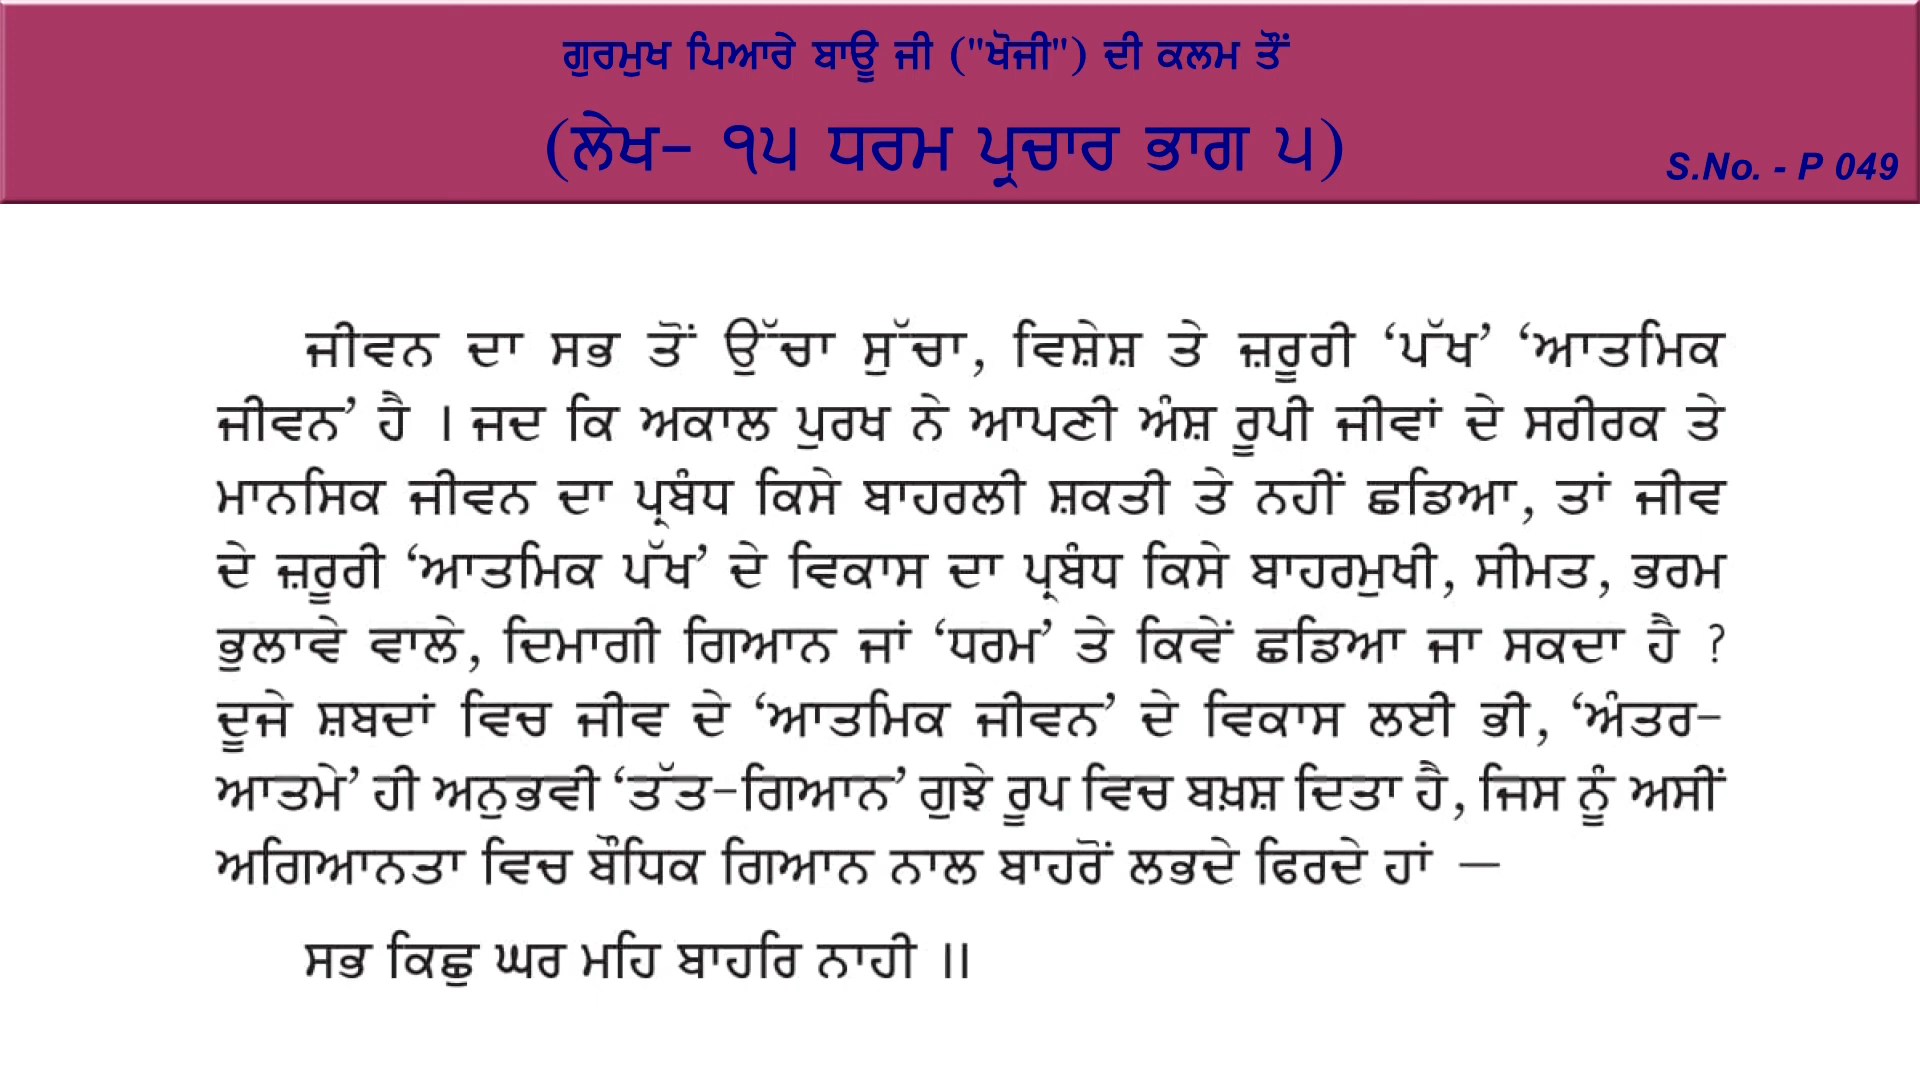 ਗੁਰਮੁਖ ਪਿਆਰੇ ਬਾਊ ਜੀ ("ਖੋਜੀ") ਦੀ ਕਲਮ ਤੋਂ
(ਲੇਖ- ੧੫ ਧਰਮ ਪ੍ਰਚਾਰ ਭਾਗ ੫)
S.No. - P 049
ਜੀਵਨ ਦਾ ਸਭ ਤੋਂ ਉੱਚਾ ਸੁੱਚਾ, ਵਿਸ਼ੇਸ਼ ਤੇ ਜ਼ਰੂਰੀ ‘ਪੱਖ’ ‘ਆਤਮਿਕ
ਜੀਵਨ’ ਹੈ । ਜਦ ਕਿ ਅਕਾਲ ਪੁਰਖ ਨੇ ਆਪਣੀ ਅੰਸ਼ ਰੂਪੀ ਜੀਵਾਂ ਦੇ ਸਰੀਰਕ ਤੇ
ਮਾਨਸਿਕ ਜੀਵਨ ਦਾ ਪ੍ਰਬੰਧ ਕਿਸੇ ਬਾਹਰਲੀ ਸ਼ਕਤੀ ਤੇ ਨਹੀਂ ਛਡਿਆ, ਤਾਂ ਜੀਵ
ਦੇ ਜ਼ਰੂਰੀ ‘ਆਤਮਿਕ ਪੱਖ’ ਦੇ ਵਿਕਾਸ ਦਾ ਪ੍ਰਬੰਧ ਕਿਸੇ ਬਾਹਰਮੁਖੀ, ਸੀਮਤ, ਭਰਮ
ਭੁਲਾਵੇ ਵਾਲੇ, ਦਿਮਾਗੀ ਗਿਆਨ ਜਾਂ ‘ਧਰਮ’ ਤੇ ਕਿਵੇਂ ਛਡਿਆ ਜਾ ਸਕਦਾ ਹੈ ?
ਦੂਜੇ ਸ਼ਬਦਾਂ ਵਿਚ ਜੀਵ ਦੇ ‘ਆਤਮਿਕ ਜੀਵਨ’ ਦੇ ਵਿਕਾਸ ਲਈ ਭੀ, ‘ਅੰਤਰ-
ਆਤਮੇ’ ਹੀ ਅਨੁਭਵੀ ‘ਤੱਤ-ਗਿਆਨ’ ਗੁਝੇ ਰੂਪ ਵਿਚ ਬਖ਼ਸ਼ ਦਿਤਾ ਹੈ, ਜਿਸ ਨੂੰ ਅਸੀਂ
ਅਗਿਆਨਤਾ ਵਿਚ ਬੌਧਿਕ ਗਿਆਨ ਨਾਲ ਬਾਹਰੋਂ ਲਭਦੇ ਫਿਰਦੇ ਹਾਂ —
ਸਭ ਕਿਛੁ ਘਰ ਮਹਿ ਬਾਹਰਿ ਨਾਹੀ ॥